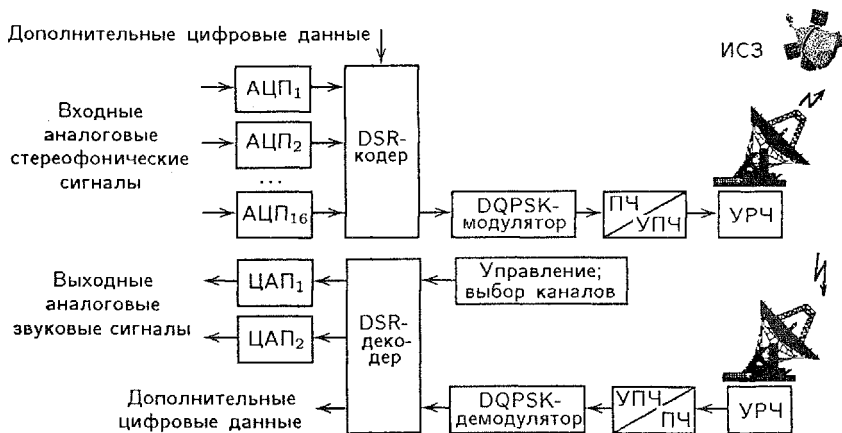 Дополнительные цифровые данные
ИСЗ
АЦП₁
Входные
аналоговые
стереофонические
сигналы
АЦП₂
...
АЦП₁₆
DSR-
кодер
DQPSK-
модулятор
ПЧ
УПЧ
УРЧ
Выходные
аналоговые
звуковые сигналы
ЦАП₁
ЦАП₂
DSR-
деко-
дер
Управление;
выбор каналов
Дополнительные
цифровые данные
DQPSK-
демодулятор
УПЧ
ПЧ
УРЧ